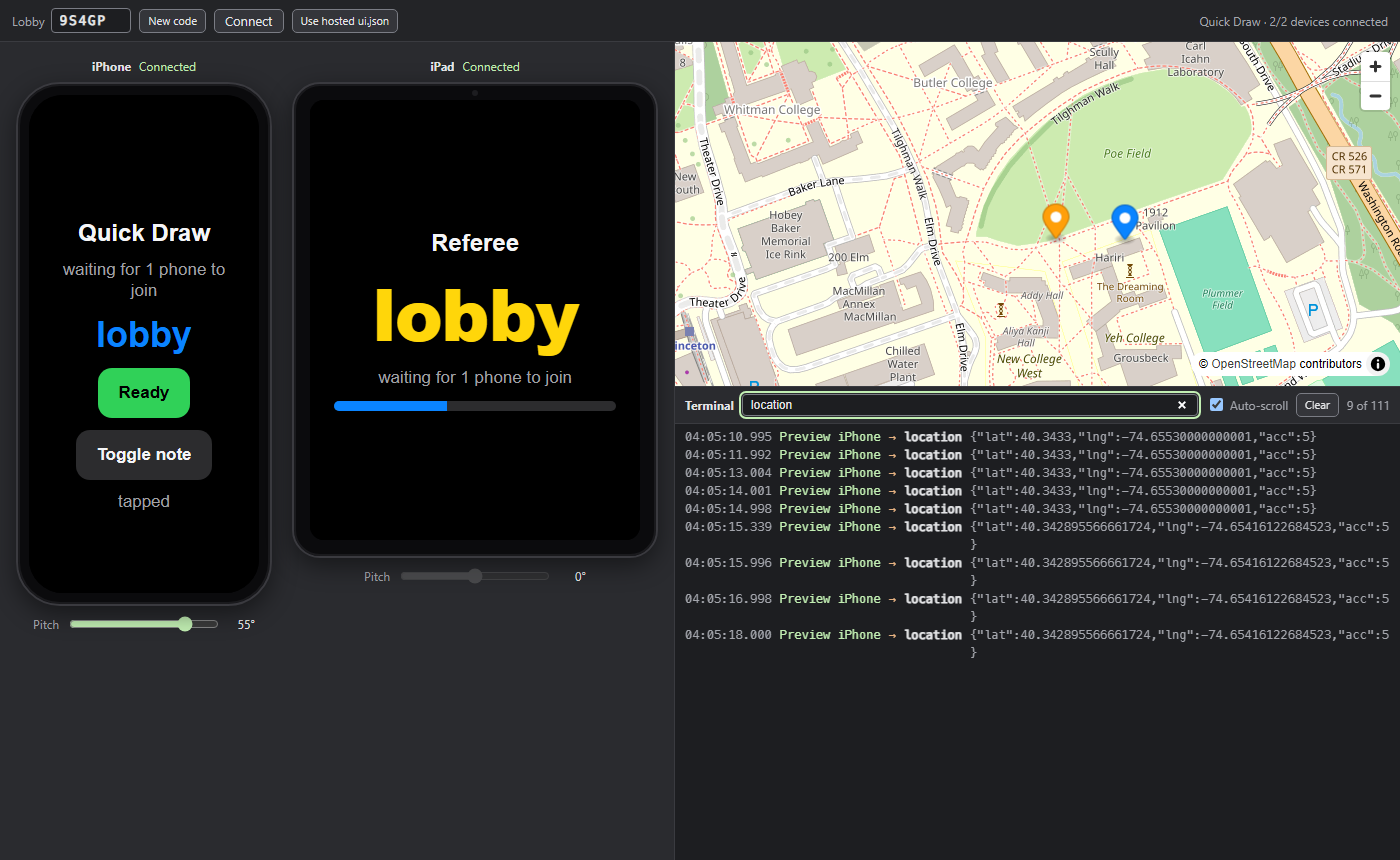 Lobby 9S4GP New code Connect Use hosted ui.json Quick Draw · 2/2 devices connected
iPhone Connected
Quick Draw
waiting for 1 phone to
join
lobby
Ready
Toggle note
tapped
Pitch 55°
iPad Connected
Referee
lobby
waiting for 1 phone to join
Pitch 0°
8
Scully
Hall
Carl
Icahn
Laboratory
South Drive
Butler College
Whitman College
Tilghman Walk
Tilghman Walk
Theater Drive
Poe Field
CR 526
CR 571
Baker Lane
Washington Ro
New
outh
Hobey
Baker
Memorial
Ice Rink
Elm Drive
1912
Pavilion
200 Elm
Hariri
The Dreaming
Room
MacMillan
Annex
MacMillan
Addy Hall
Plummer
Field
Theater Drive
P
inceton
Aliya Kanji
Hall
Yeh College
Elm Drive
Chilled
Water
Plant
New College
West
Grousbeck
P
+
−
© OpenStreetMap contributors
Terminal location × Auto-scroll Clear 9 of 111
04:05:10.995 Preview iPhone → location {"lat":40.3433,"lng":−74.65530000000001,"acc":5}
04:05:11.992 Preview iPhone → location {"lat":40.3433,"lng":−74.65530000000001,"acc":5}
04:05:13.004 Preview iPhone → location {"lat":40.3433,"lng":−74.65530000000001,"acc":5}
04:05:14.001 Preview iPhone → location {"lat":40.3433,"lng":−74.65530000000001,"acc":5}
04:05:14.998 Preview iPhone → location {"lat":40.3433,"lng":−74.65530000000001,"acc":5}
04:05:15.339 Preview iPhone → location {"lat":40.342895566661724,"lng":−74.65416122684523,"acc":5
}
04:05:15.996 Preview iPhone → location {"lat":40.342895566661724,"lng":−74.65416122684523,"acc":5
}
04:05:16.998 Preview iPhone → location {"lat":40.342895566661724,"lng":−74.65416122684523,"acc":5
}
04:05:18.000 Preview iPhone → location {"lat":40.342895566661724,"lng":−74.65416122684523,"acc":5
}